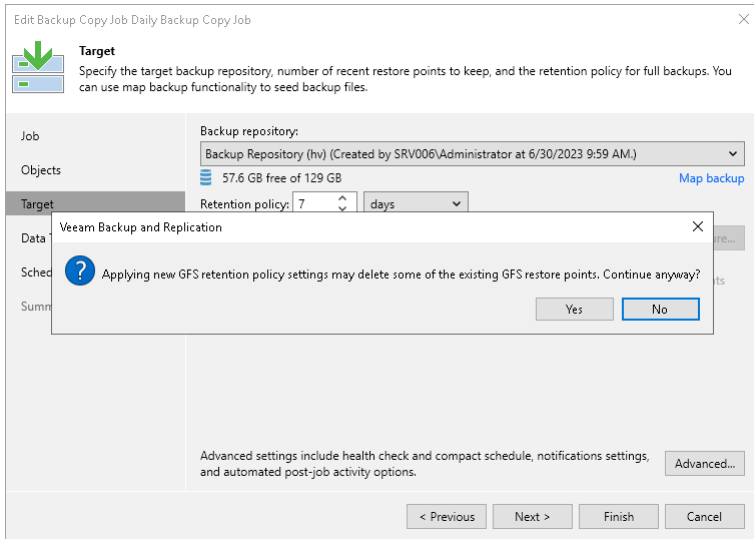 Edit Backup Copy Job Daily Backup Copy Job
Target
Specify the target backup repository, number of recent restore points to keep, and the retention policy for full backups. You
can use map backup functionality to seed backup files.
Job
Objects
Target
Data
Sched
Summ
Backup repository:
Backup Repository (hv) (Created by SRV006\Administrator at 6/30/2023 9:59 AM.)
57.6 GB free of 129 GB
Map backup
Retention policy: 7 days
Veeam Backup and Replication
Applying new GFS retention policy settings may delete some of the existing GFS restore points. Continue anyway?
Yes
No
Advanced settings include health check and compact schedule, notifications settings,
and automated post-job activity options.
Advanced...
< Previous
Next >
Finish
Cancel